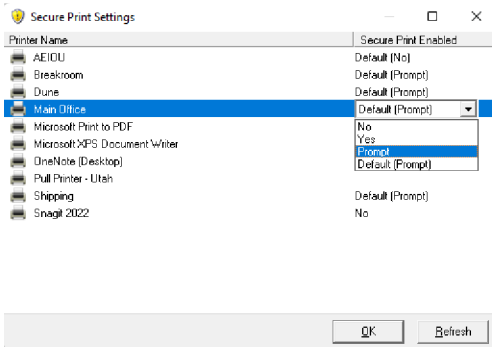 Secure Print Settings
Printer Name Secure Print Enabled
AEIOU Default (No)
Breakroom Default (Prompt)
Dune Default (Prompt)
Main Office Default (Prompt)
Microsoft Print to PDF No
Microsoft XPS Document Writer Yes
Prompt
OneNote (Desktop) Default (Prompt)
Pull Printer - Utah
Shipping Default (Prompt)
Snagit 2022 No
OK Refresh